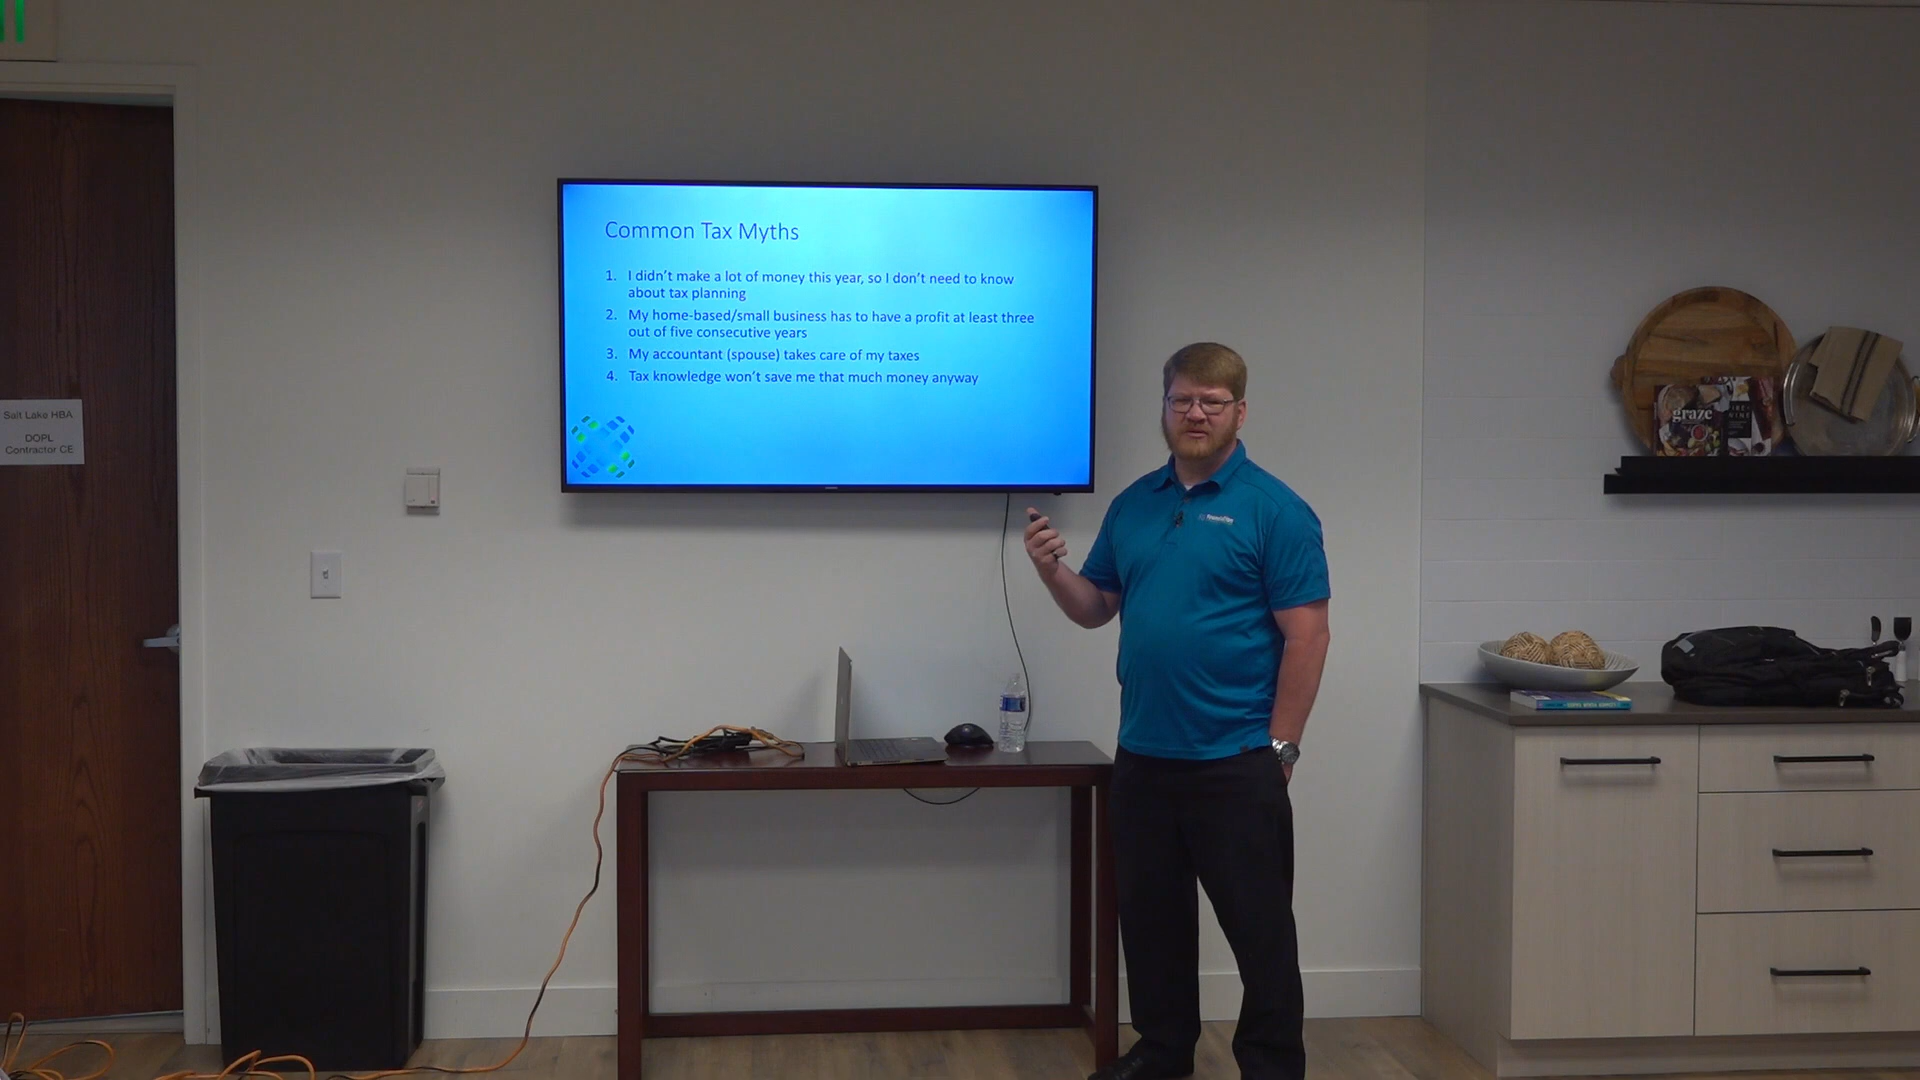 Common Tax Myths
1. I didn't make a lot of money this year, so I don't need to know
about tax planning
2. My home-based/small business has to have a profit at least three
out of five consecutive years
3. My accountant (spouse) takes care of my taxes
4. Tax knowledge won't save me that much money anyway
Salt Lake HBA
DOPL
Contractor CE
graze
WINE